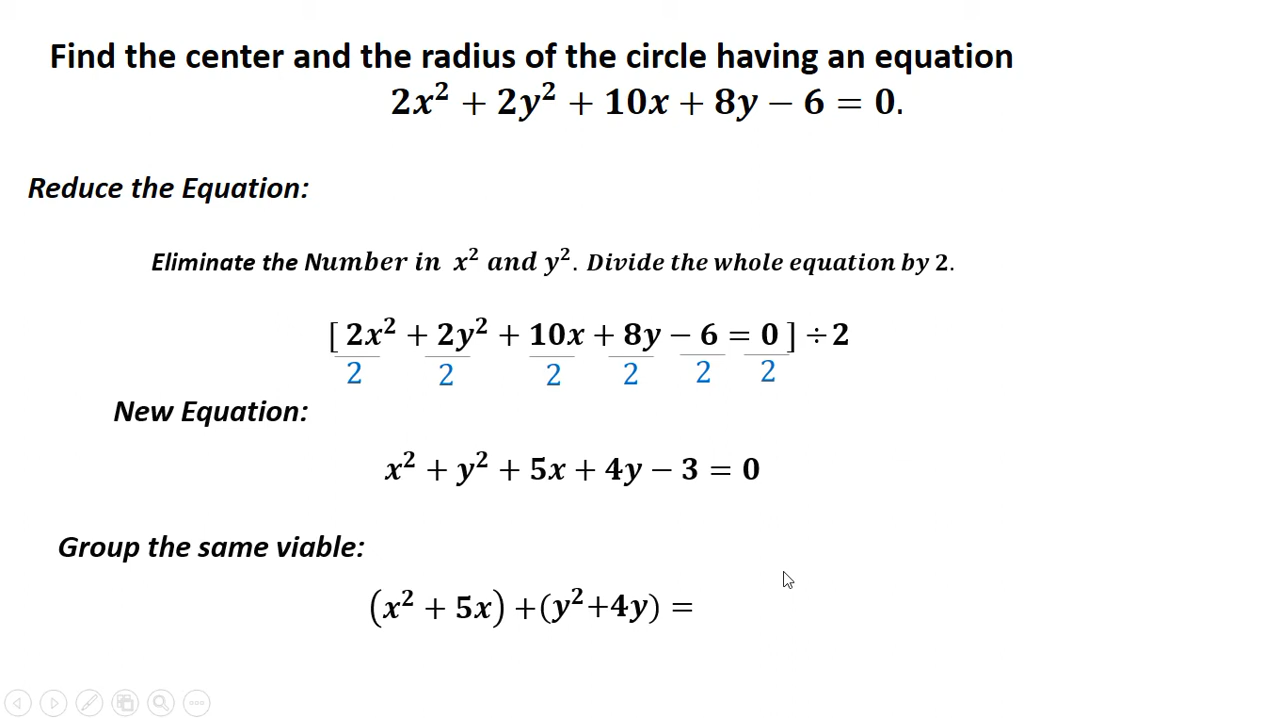 Find the center and the radius of the circle having an equation
2x² + 2y² + 10x + 8y − 6 = 0.
Reduce the Equation:
Eliminate the Number in x² and y². Divide the whole equation by 2.
[ 2x² + 2y² + 10x + 8y − 6 = 0 ] ÷ 2
2 2 2 2 2 2
New Equation:
x² + y² + 5x + 4y − 3 = 0
Group the same viable:
(x² + 5x) + (y²+4y) =